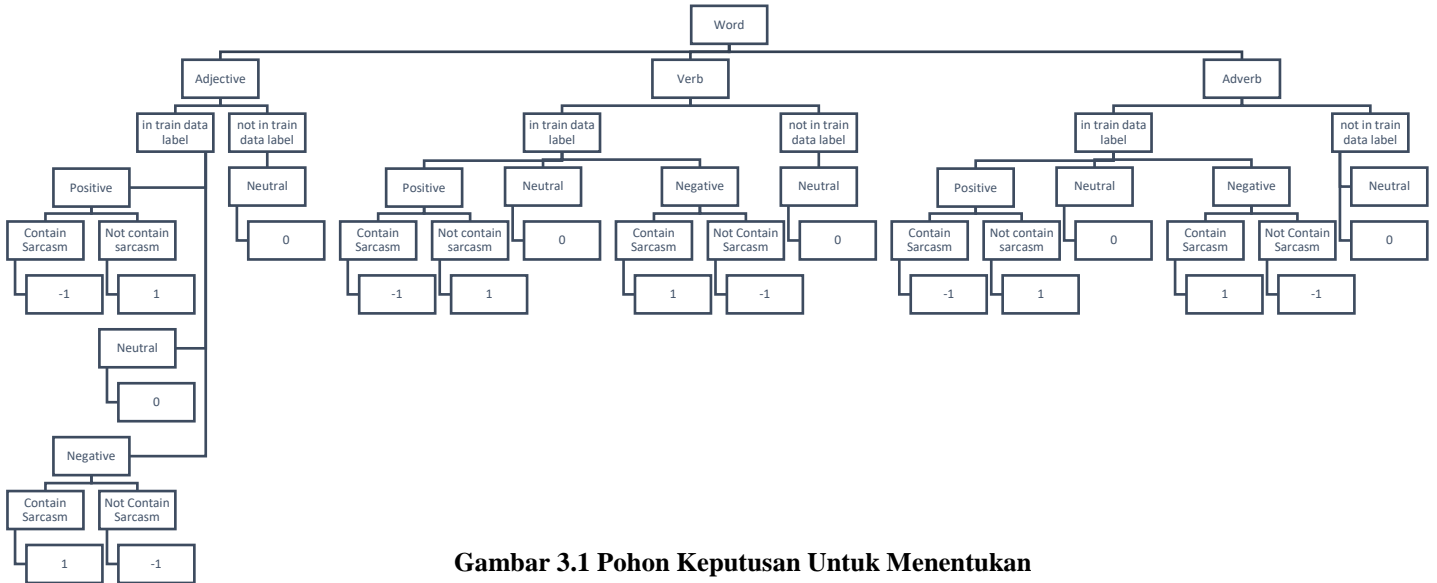 Word
Adjective
Verb
Adverb
in train data
label
not in train
data label
in train data
label
not in train
data label
in train data
label
not in train
data label
Positive
Neutral
Positive
Neutral
Negative
Neutral
Positive
Neutral
Negative
Neutral
Contain
Sarcasm
Not contain
sarcasm
0
Contain
Sarcasm
Not contain
sarcasm
0
Contain
Sarcasm
Not Contain
Sarcasm
0
Contain
Sarcasm
Not contain
sarcasm
0
Contain
Sarcasm
Not Contain
Sarcasm
0
-1
1
-1
1
1
-1
-1
1
1
-1
Neutral
0
Negative
Contain
Sarcasm
Not Contain
Sarcasm
1
-1
Gambar 3.1 Pohon Keputusan Untuk Menentukan